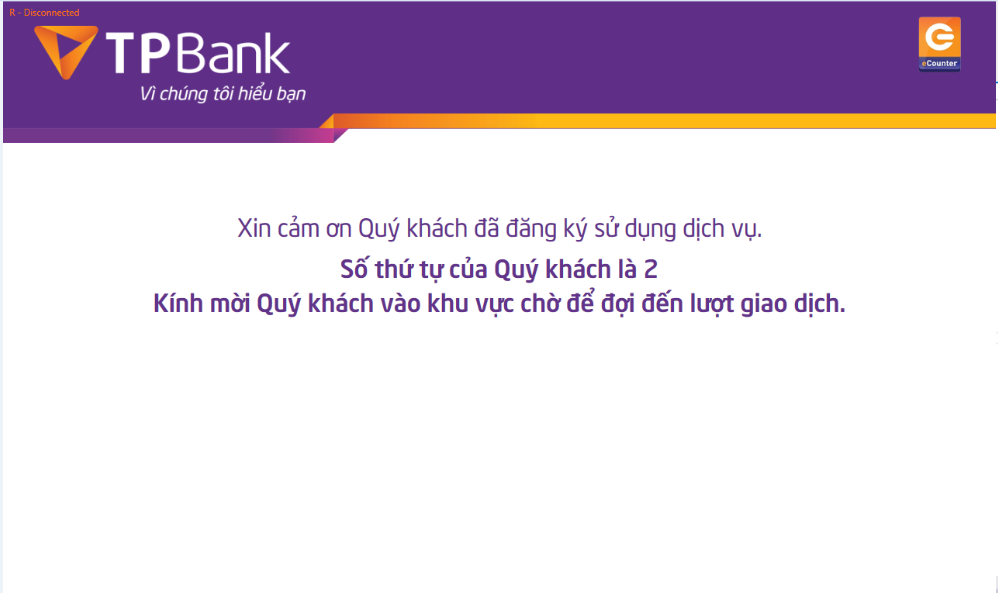 R - Disconnected
TPBank
Vì chúng tôi hiểu bạn
eCounter
Xin cảm ơn Quý khách đã đăng ký sử dụng dịch vụ.
Số thứ tự của Quý khách là 2
Kính mời Quý khách vào khu vực chờ để đợi đến lượt giao dịch.